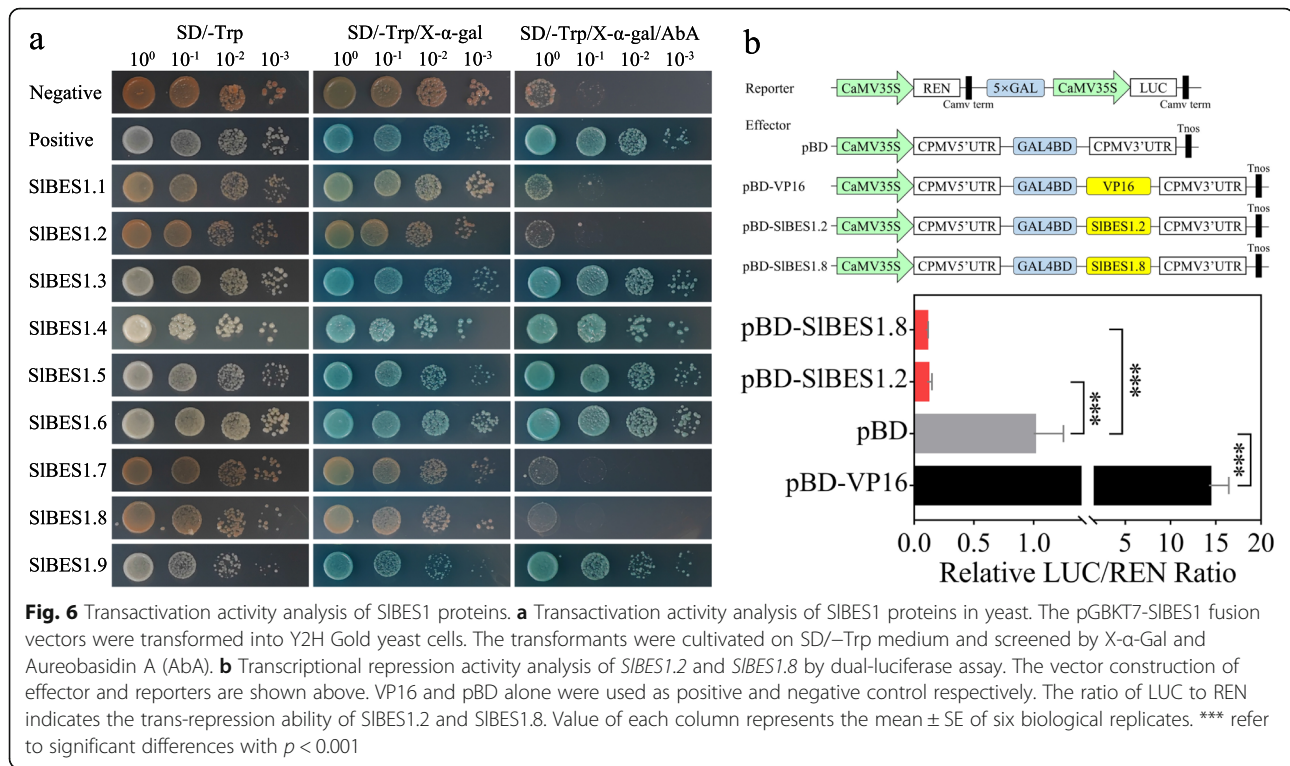 a
SD/-Trp SD/-Trp/X-α-gal SD/-Trp/X-α-gal/AbA
10⁰ 10⁻¹ 10⁻² 10⁻³ 10⁰ 10⁻¹ 10⁻² 10⁻³ 10⁰ 10⁻¹ 10⁻² 10⁻³
Negative
Positive
SlBES1.1
SlBES1.2
SlBES1.3
SlBES1.4
SlBES1.5
SlBES1.6
SlBES1.7
SlBES1.8
SlBES1.9
b
Reporter CaMV35S REN Camv term 5×GAL CaMV35S LUC Camv term
Effector
pBD CaMV35S CPMV5'UTR GAL4BD CPMV3'UTR Tnos
pBD-VP16 CaMV35S CPMV5'UTR GAL4BD VP16 CPMV3'UTR Tnos
pBD-SlBES1.2 CaMV35S CPMV5'UTR GAL4BD SlBES1.2 CPMV3'UTR Tnos
pBD-SlBES1.8 CaMV35S CPMV5'UTR GAL4BD SlBES1.8 CPMV3'UTR Tnos
pBD-SlBES1.8
pBD-SlBES1.2
pBD
pBD-VP16
*** *** ***
0.0 0.5 1.0 5 10 15 20
Relative LUC/REN Ratio
Fig. 6 Transactivation activity analysis of SlBES1 proteins. a Transactivation activity analysis of SlBES1 proteins in yeast. The pGBKT7-SlBES1 fusion
vectors were transformed into Y2H Gold yeast cells. The transformants were cultivated on SD/−Trp medium and screened by X-α-Gal and
Aureobasidin A (AbA). b Transcriptional repression activity analysis of SlBES1.2 and SlBES1.8 by dual-luciferase assay. The vector construction of
effector and reporters are shown above. VP16 and pBD alone were used as positive and negative control respectively. The ratio of LUC to REN
indicates the trans-repression ability of SlBES1.2 and SlBES1.8. Value of each column represents the mean ± SE of six biological replicates. *** refer
to significant differences with p < 0.001